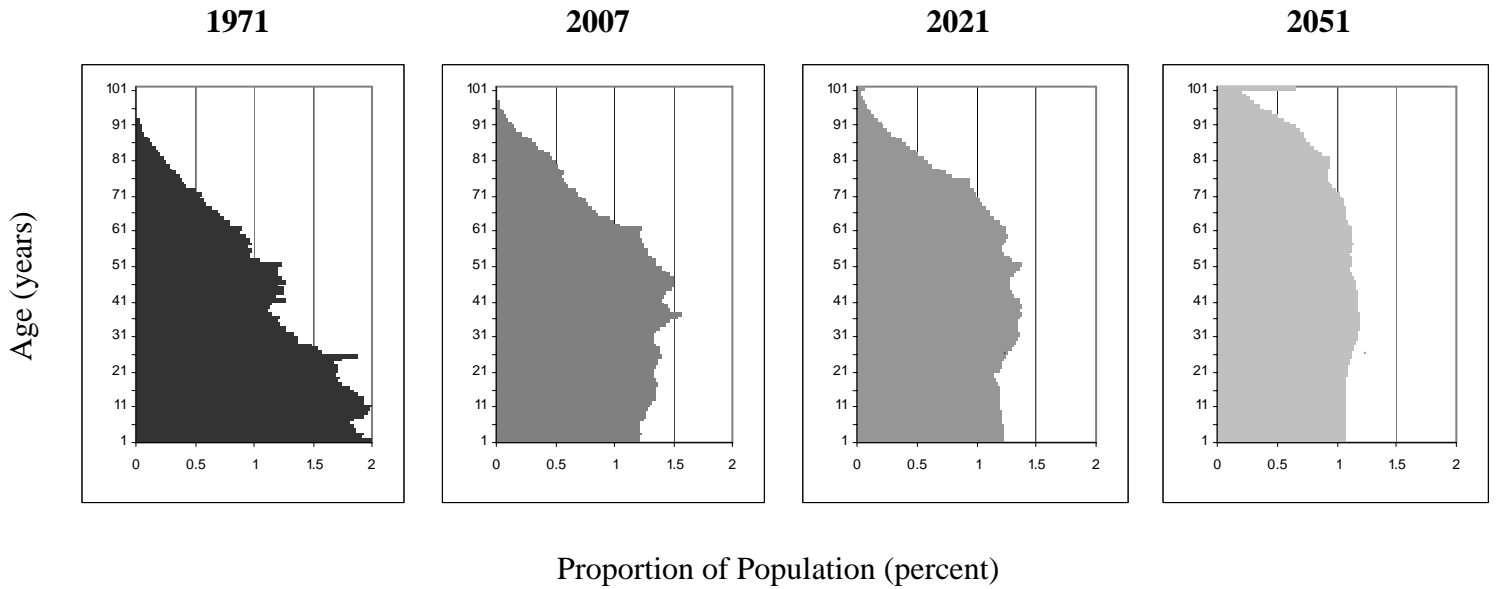 1971 2007 2021 2051
Age (years)
101 101 101 101
91 91 91 91
81 81 81 81
71 71 71 71
61 61 61 61
51 51 51 51
41 41 41 41
31 31 31 31
21 21 21 21
11 11 11 11
1 1 1 1
0 0.5 1 1.5 2 0 0.5 1 1.5 2 0 0.5 1 1.5 2 0 0.5 1 1.5 2
Proportion of Population (percent)